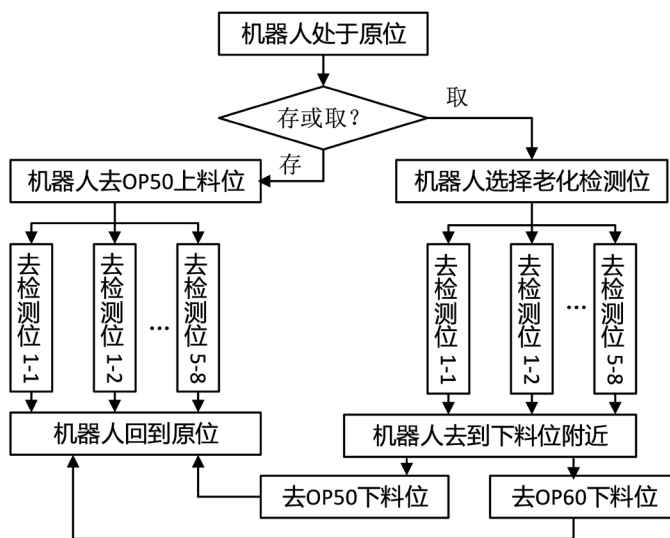 机器人处于原位
存或取？
取
存
机器人去OP50上料位
机器人选择老化检测位
去检测位1-1
去检测位1-2
...
去检测位5-8
去检测位1-1
去检测位1-2
...
去检测位5-8
机器人回到原位
机器人去到下料位附近
去OP50下料位
去OP60下料位